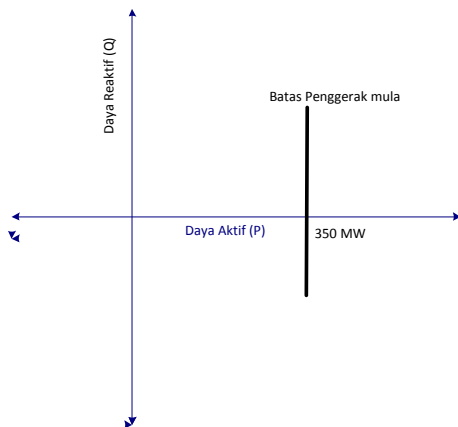 Daya Reaktif (Q)
Batas Penggerak mula
Daya Aktif (P)
350 MW